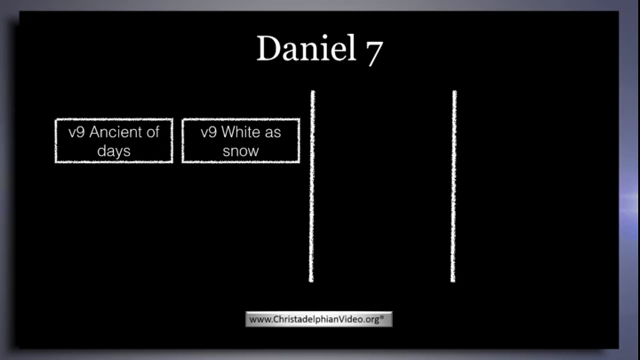 Daniel 7
v9 Ancient of
days
v9 White as
snow
www.ChristadelphianVideo.org®